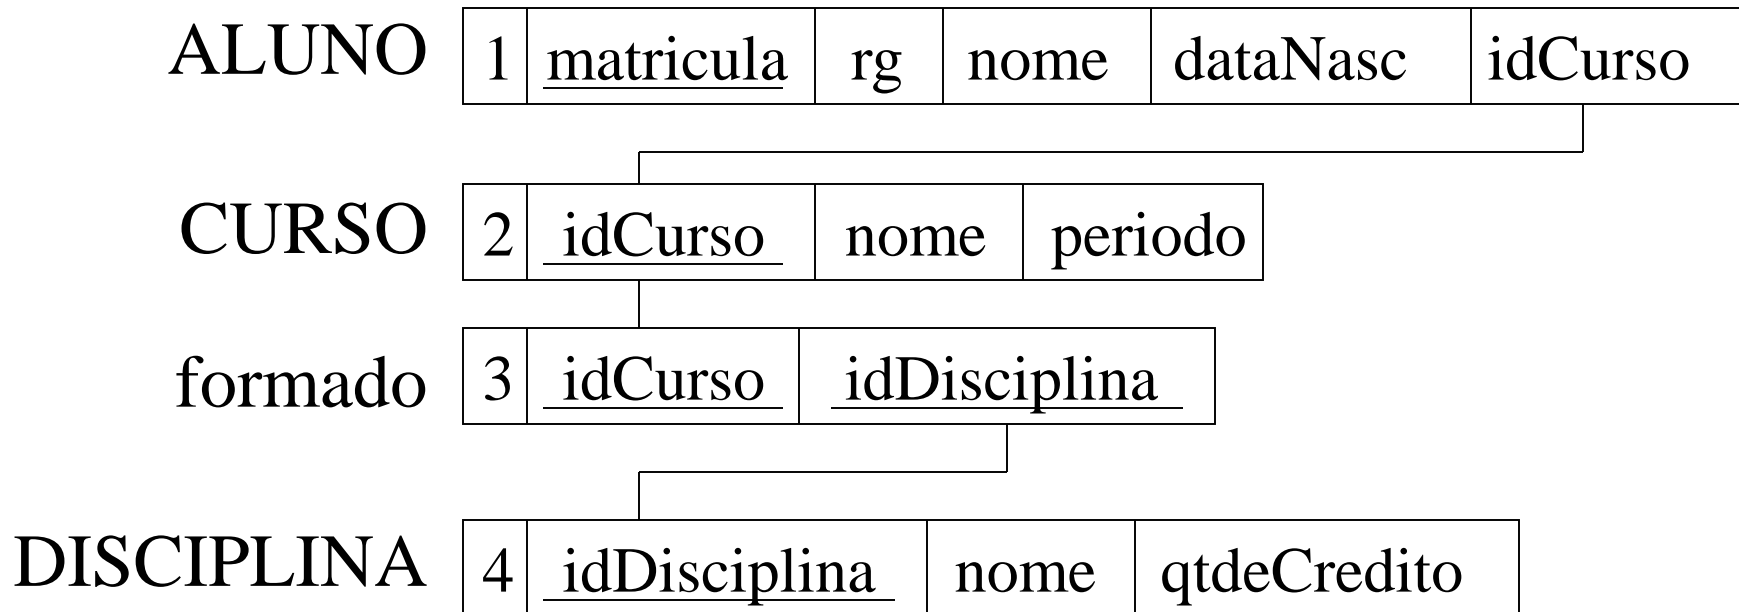 ALUNO 1 matricula rg nome dataNasc idCurso
CURSO 2 idCurso nome periodo
formado 3 idCurso idDisciplina
DISCIPLINA 4 idDisciplina nome qtdeCredito